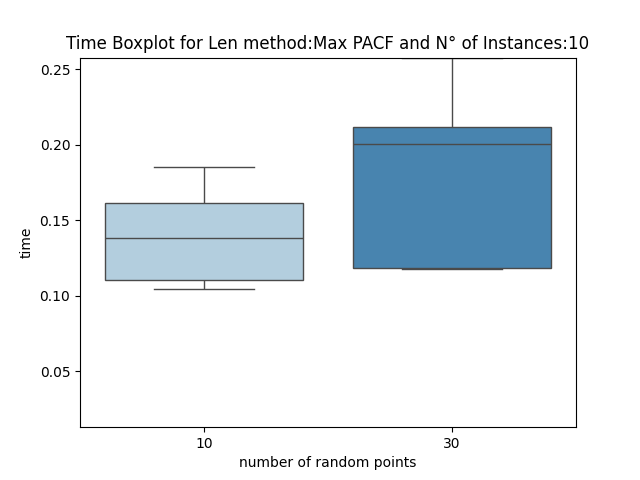 Time Boxplot for Len method:Max PACF and N° of Instances:10
0.25
0.20
0.15
0.10
0.05
time
10
30
number of random points